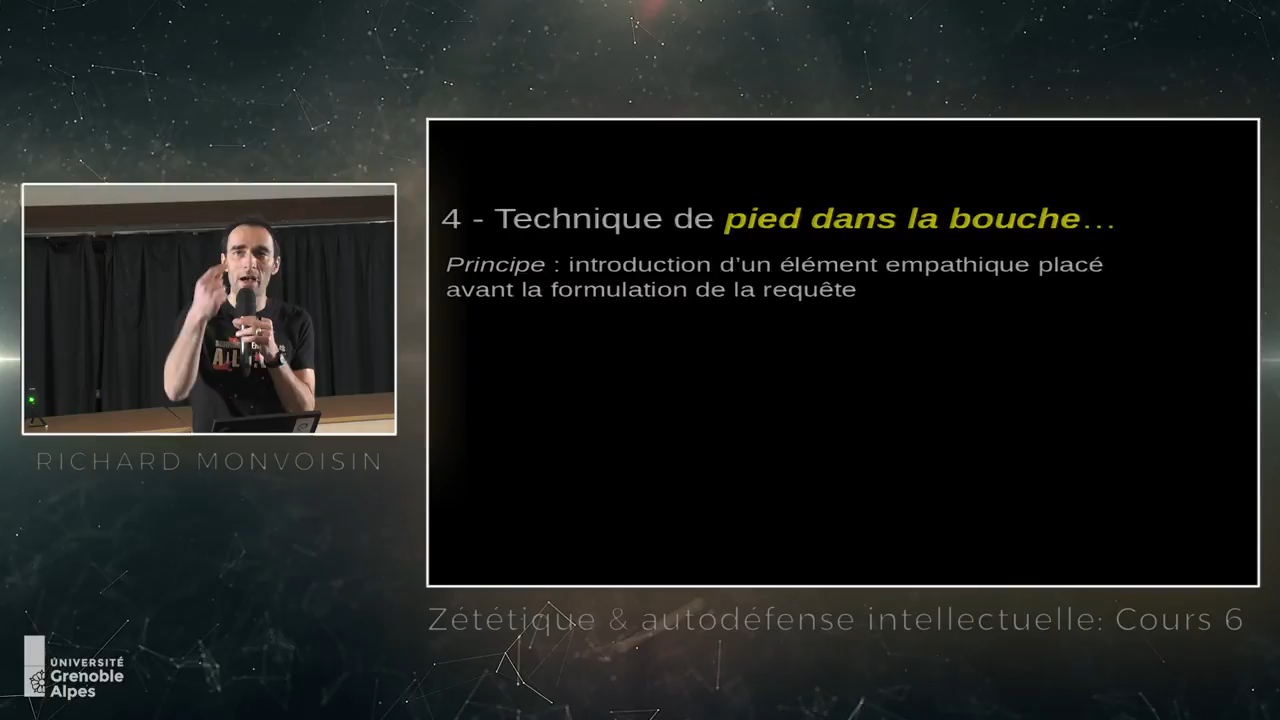 4 - Technique de pied dans la bouche…
Principe : introduction d'un élément empathique placé
avant la formulation de la requête
RICHARD MONVOISIN
Zététique & autodéfense intellectuelle: Cours 6
UNIVERSITÉ
Grenoble
Alpes